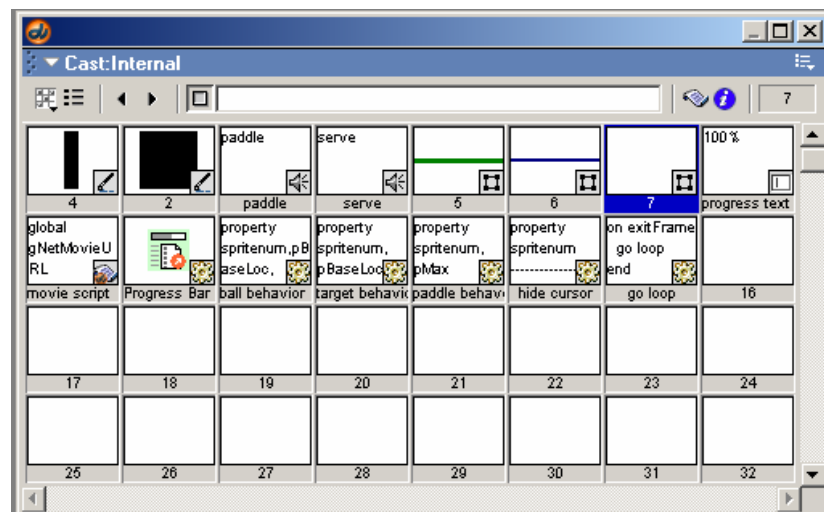 Cast:Internal
7
paddle
serve
100 %
4
2
paddle
serve
5
6
7
progress text
global
gNetMovieU
RL
property
spritenum,pB
aseLoc,
property
spritenum,
pBaseLoc
property
spritenum,
pMax
property
spritenum
--------------
on exitFrame
go loop
end
movie script
Progress Bar
ball behavior
target behavi
paddle behav
hide cursor
go loop
16
17
18
19
20
21
22
23
24
25
26
27
28
29
30
31
32